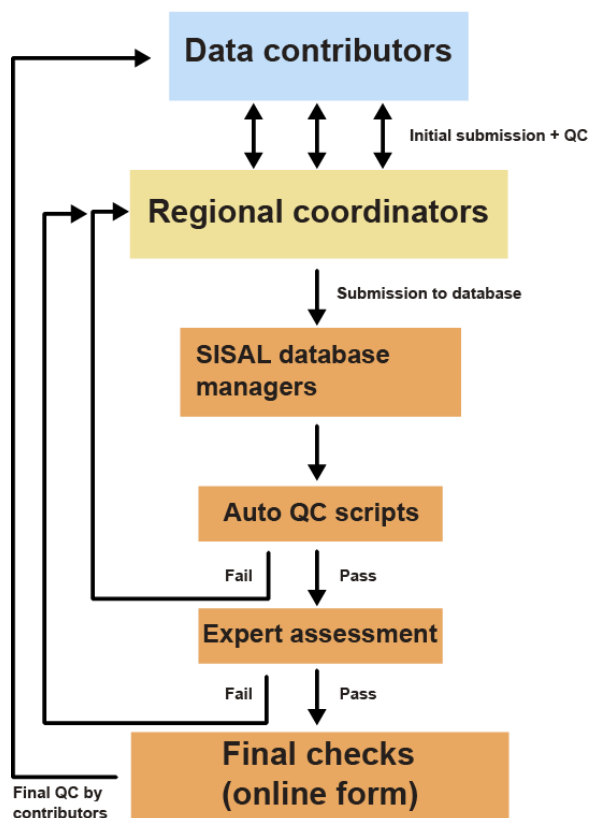 Data contributors
Initial submission + QC
Regional coordinators
Submission to database
SISAL database
managers
Auto QC scripts
Fail
Pass
Expert assessment
Fail
Pass
Final checks
(online form)
Final QC by
contributors